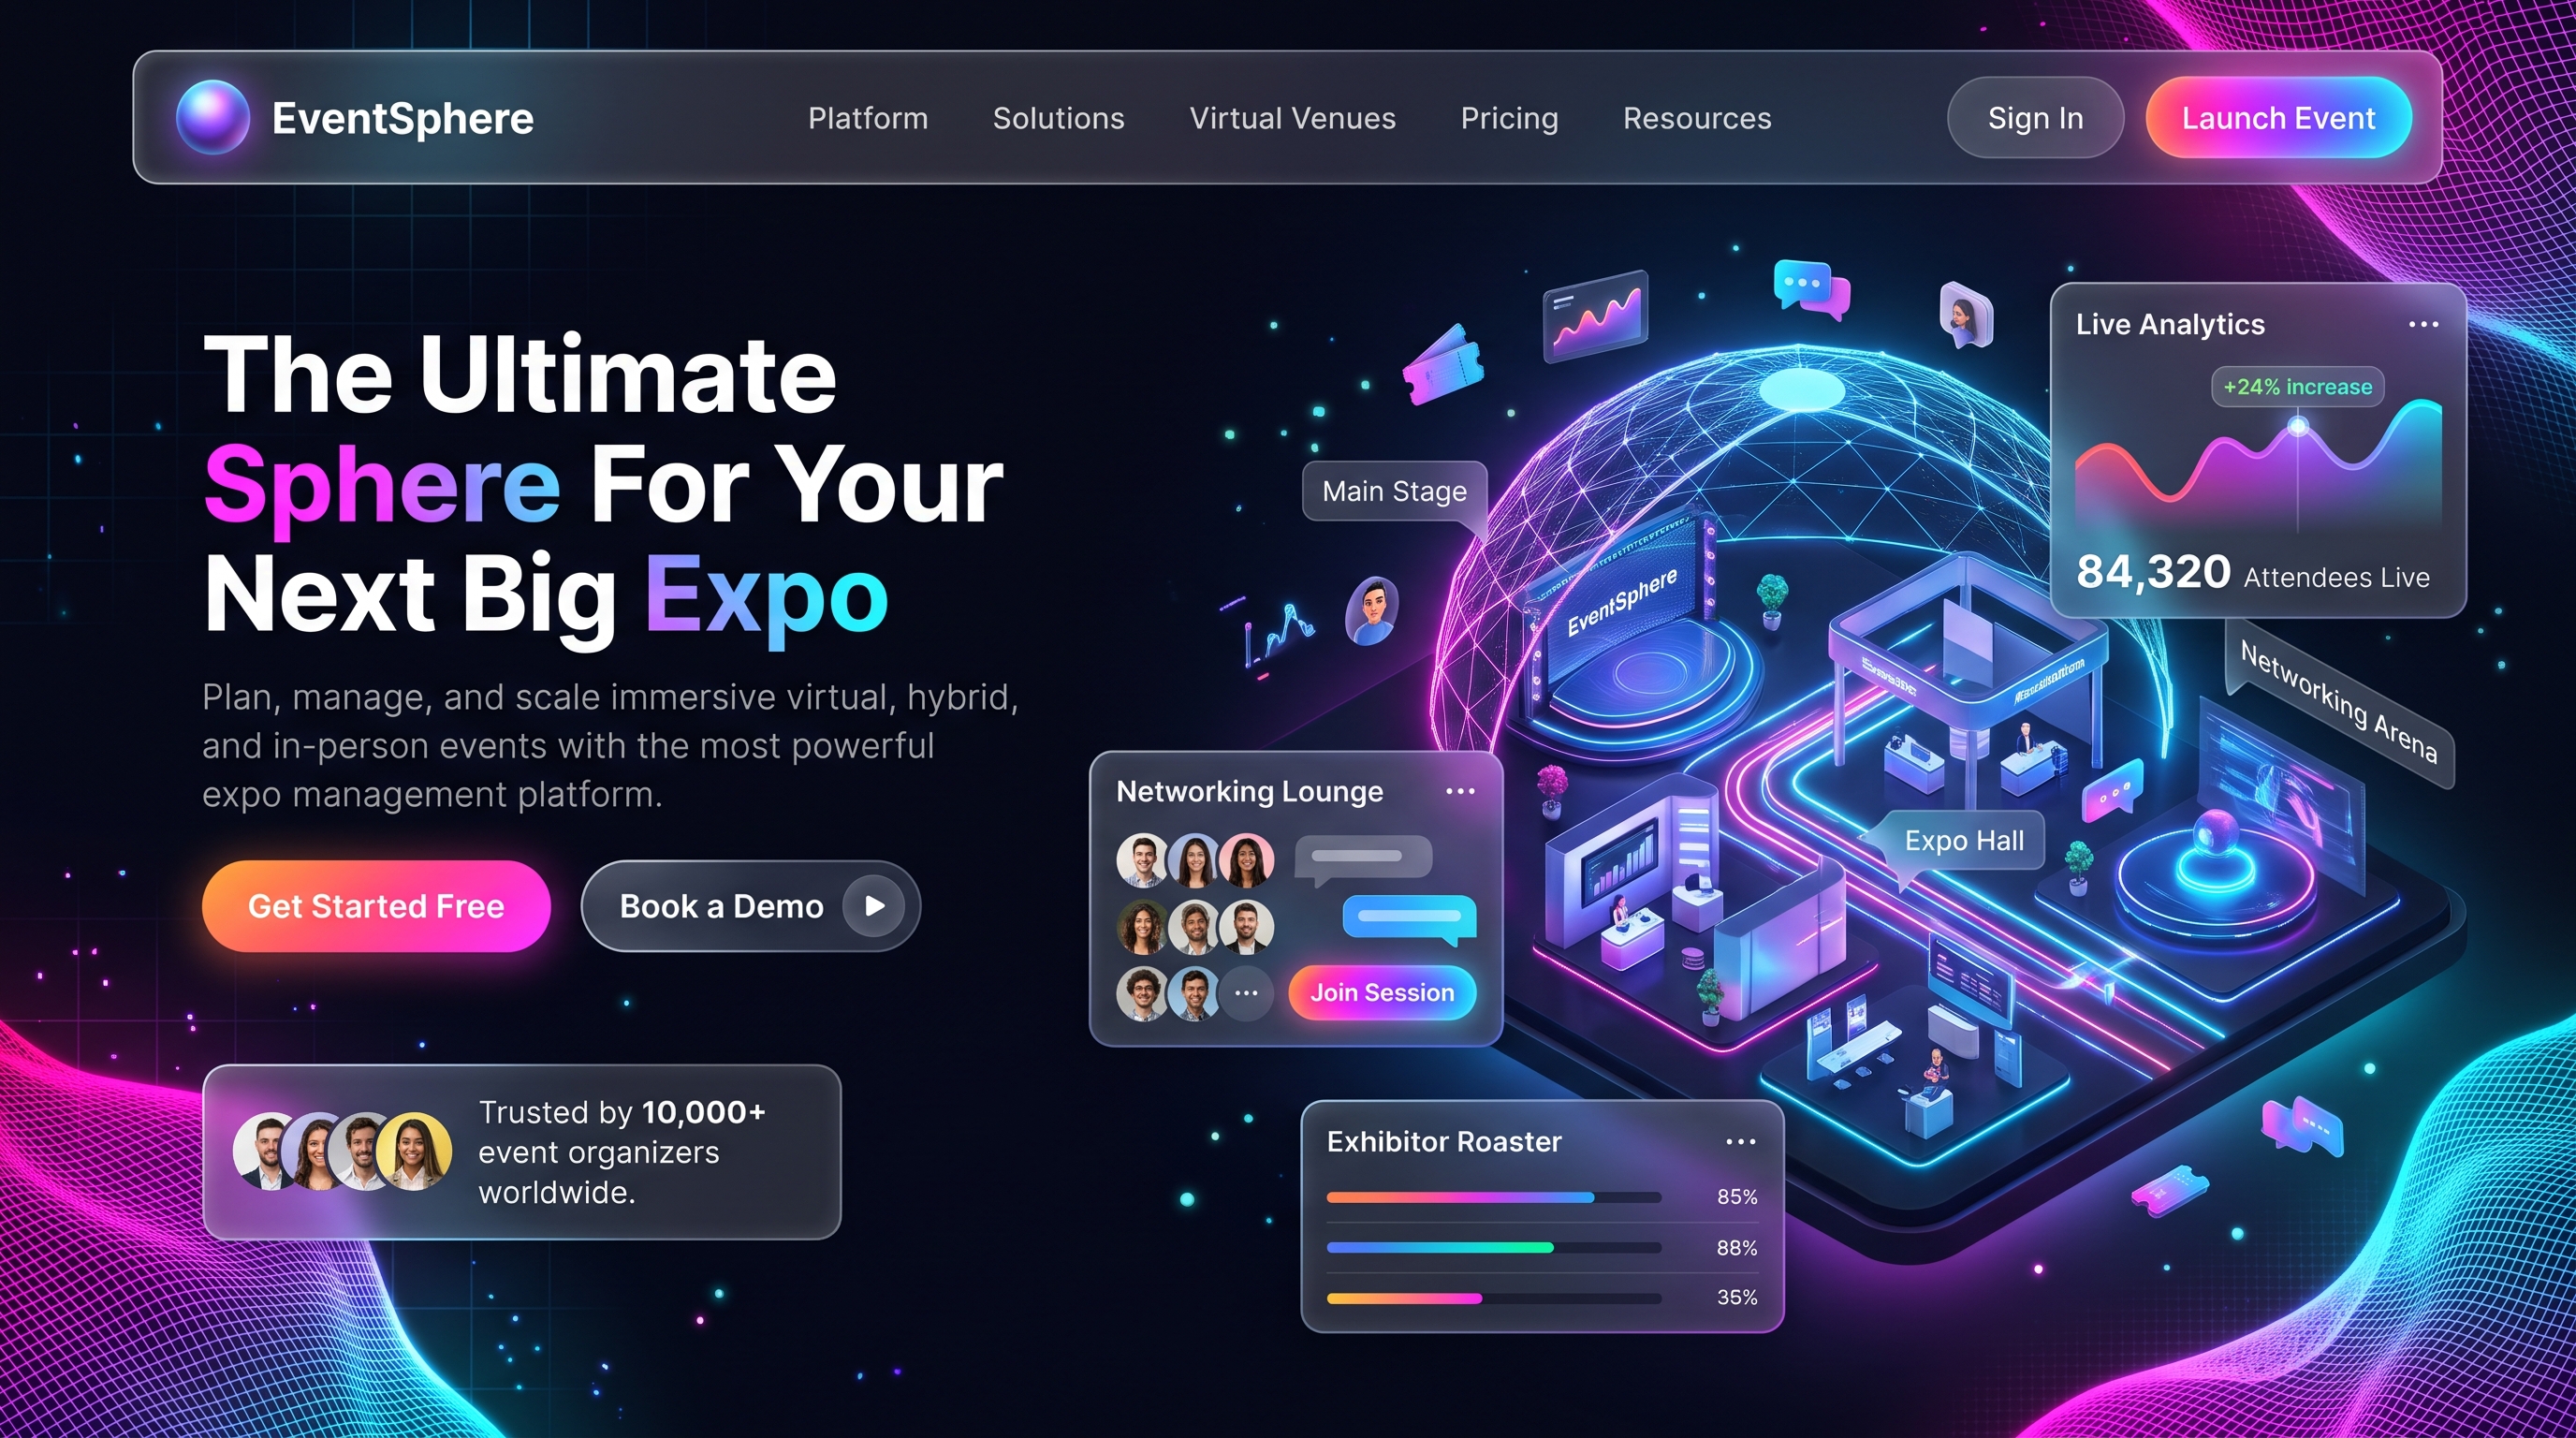 EventSphere
Platform
Solutions
Virtual Venues
Pricing
Resources
Sign In
Launch Event
The Ultimate
Sphere For Your
Next Big Expo
Plan, manage, and scale immersive virtual, hybrid,
and in-person events with the most powerful
expo management platform.
Get Started Free
Book a Demo
Trusted by 10,000+
event organizers
worldwide.
Main Stage
EventSphere
Live Analytics
+24% increase
84,320 Attendees Live
Networking Arena
Expo Hall
Networking Lounge
Join Session
Exhibitor Roaster
85%
88%
35%